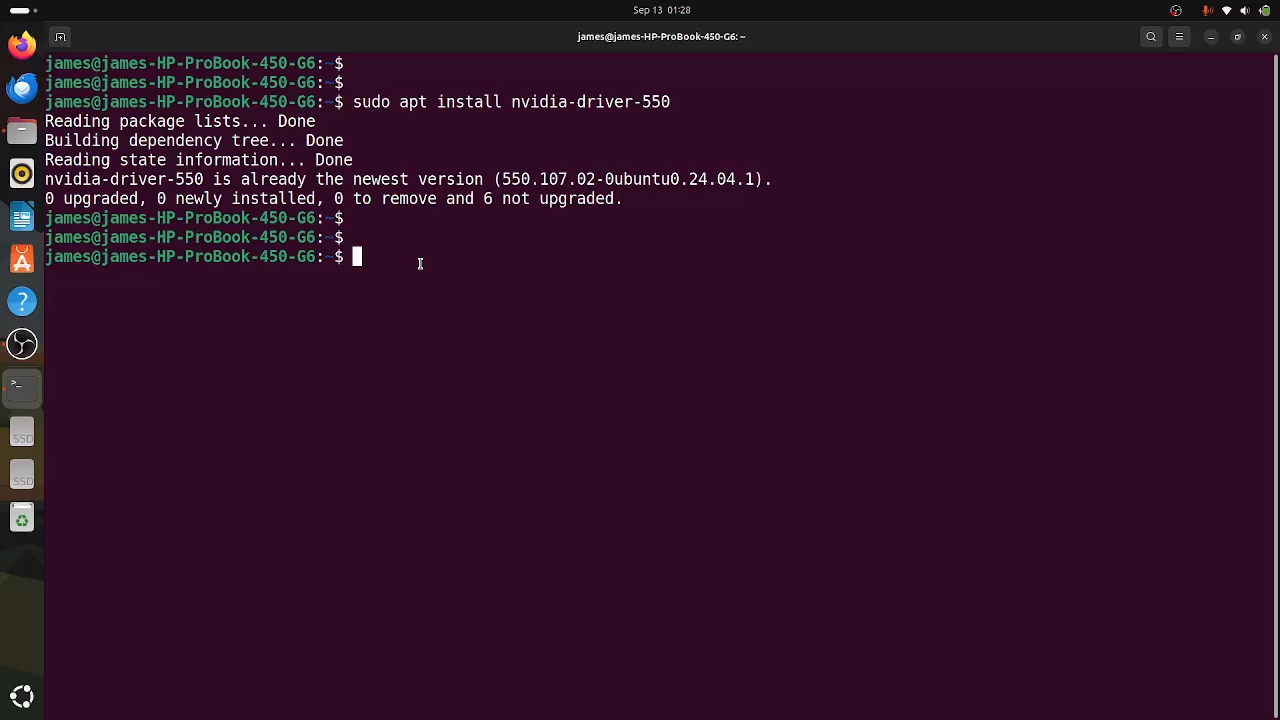 Sep 13 01:28
james@james-HP-ProBook-450-G6: ~
james@james-HP-ProBook-450-G6:~$
james@james-HP-ProBook-450-G6:~$
james@james-HP-ProBook-450-G6:~$ sudo apt install nvidia-driver-550
Reading package lists... Done
Building dependency tree... Done
Reading state information... Done
nvidia-driver-550 is already the newest version (550.107.02-0ubuntu0.24.04.1).
0 upgraded, 0 newly installed, 0 to remove and 6 not upgraded.
james@james-HP-ProBook-450-G6:~$
james@james-HP-ProBook-450-G6:~$
james@james-HP-ProBook-450-G6:~$
SSD
SSD